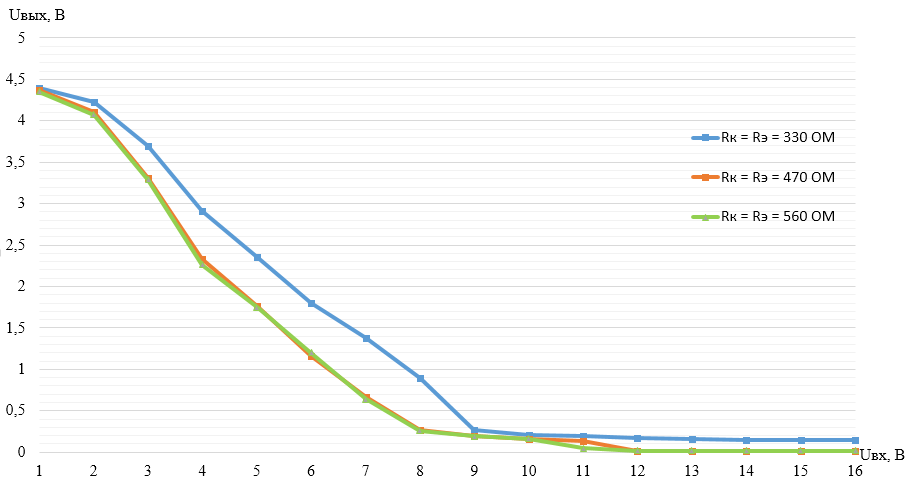 Uвых, В
5
4,5
4
3,5
3
2,5
2
1,5
1
0,5
0
Rк = Rэ = 330 ОМ
Rк = Rэ = 470 ОМ
Rк = Rэ = 560 ОМ
1 2 3 4 5 6 7 8 9 10 11 12 13 14 15 16
Uвх, В